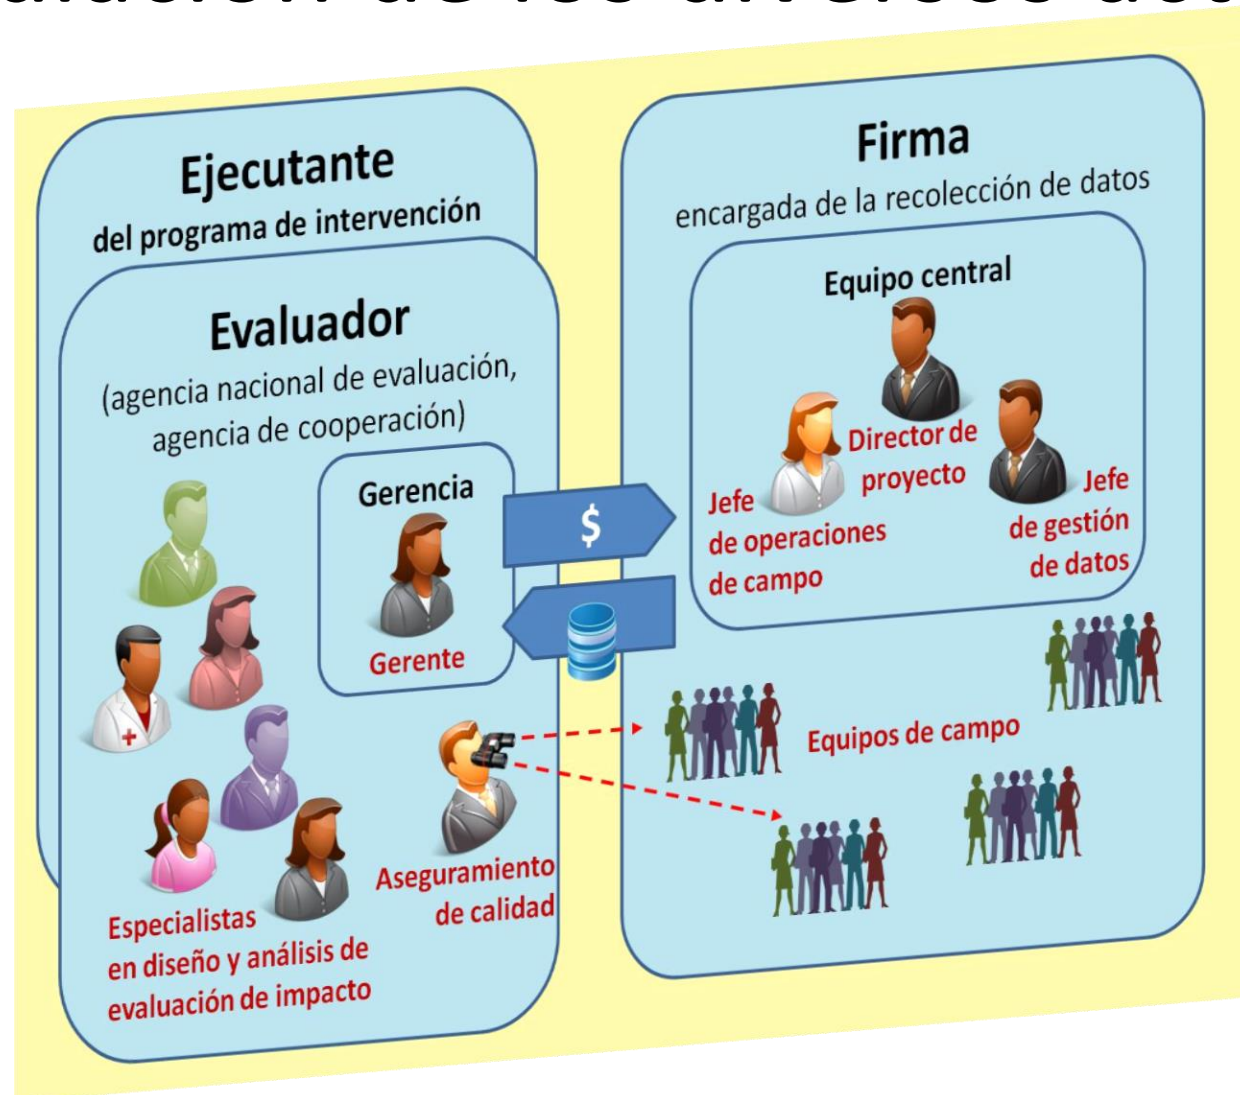 Ejecutante
del programa de intervención
Evaluador
(agencia nacional de evaluación,
agencia de cooperación)
Gerencia
Gerente
Especialistas
en diseño y análisis de
evaluación de impacto
Aseguramiento
de calidad
$
Firma
encargada de la recolección de datos
Equipo central
Director de
proyecto
Jefe
de operaciones
de campo
Jefe
de gestión
de datos
Equipos de campo